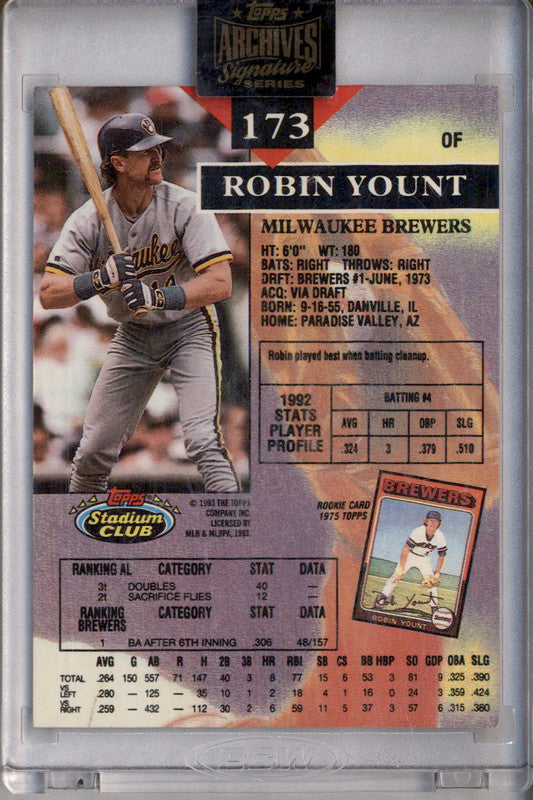 Topps
ARCHIVES
Signature
SERIES
173
OF
ROBIN YOUNT
MILWAUKEE BREWERS
HT: 6'0" WT: 180
BATS: RIGHT THROWS: RIGHT
DRFT: BREWERS #1-JUNE, 1973
ACQ: VIA DRAFT
BORN: 9-16-55, DANVILLE, IL
HOME: PARADISE VALLEY, AZ
Robin played best when batting cleanup.
1992 STATS PLAYER PROFILE
BATTING #4
AVG HR OBP SLG
.324 3 .379 .510
Topps
Stadium
CLUB
© 1993 THE TOPPS
COMPANY INC.
LICENSED BY
MLB & MLBPA, 1993.
ROOKIE CARD
1975 TOPPS
BREWERS
Rob Yount
ROBIN YOUNT
RANKING AL CATEGORY STAT DATA
3t DOUBLES 40 —
2t SACRIFICE FLIES 12 —
RANKING BREWERS CATEGORY STAT DATA
1 BA AFTER 6TH INNING .306 48/157
AVG G AB R H 2B 3B HR RBI SB CS BB HBP SO GDP OBA SLG
TOTAL .264 150 557 71 147 40 3 8 77 15 6 53 3 81 9 .325 .390
VS. LEFT .280 — 125 — 35 10 1 2 18 4 1 16 0 24 3 .359 .424
VS. RIGHT .259 — 432 — 112 30 2 6 59 11 5 37 3 57 6 .315 .380
BCW